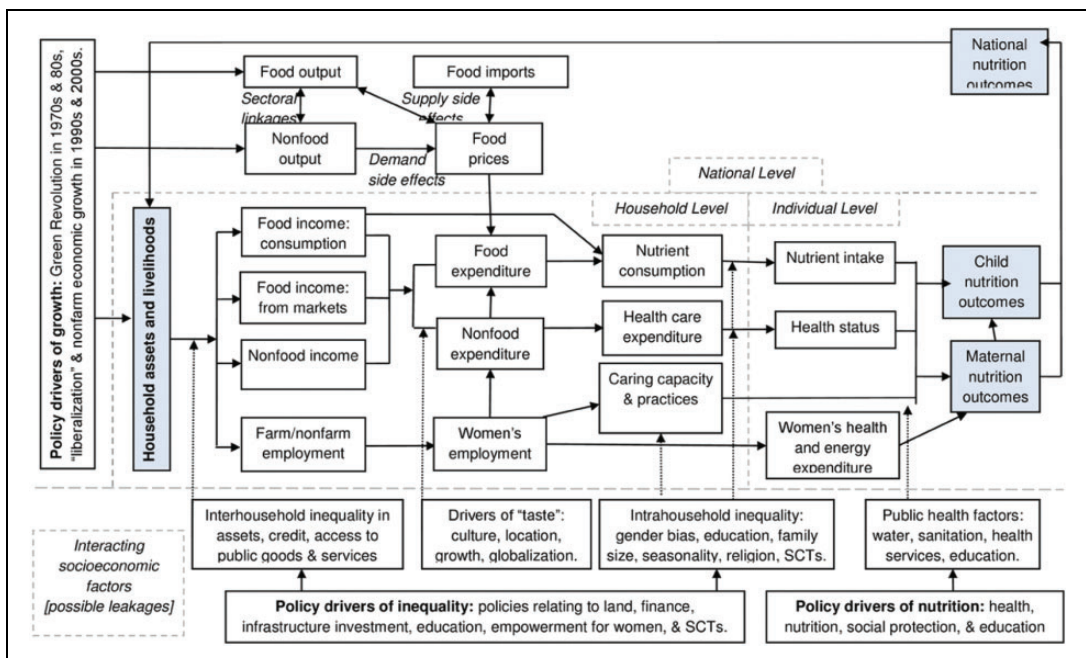 Policy drivers of growth: Green Revolution in 1970s & 80s,
"liberalization" & nonfarm economic growth in 1990s & 2000s.
Household assets and livelihoods
Food output
Food imports
National
nutrition
outcomes
Sectoral
linkages
Supply side
effects
Nonfood
output
Demand
side effects
Food
prices
National Level
Household Level
Individual Level
Food income:
consumption
Food
expenditure
Nutrient
consumption
Nutrient intake
Child
nutrition
outcomes
Food income:
from markets
Nonfood
expenditure
Health care
expenditure
Health status
Nonfood income
Maternal
nutrition
outcomes
Caring capacity
& practices
Farm/nonfarm
employment
Women's
employment
Women's health
and energy
expenditure
Interhousehold inequality in
assets, credit, access to
public goods & services
Drivers of "taste":
culture, location,
growth, globalization.
Intrahousehold inequality:
gender bias, education, family
size, seasonality, religion, SCTs.
Public health factors:
water, sanitation, health
services, education.
Interacting
socioeconomic
factors
[possible leakages]
Policy drivers of inequality: policies relating to land, finance,
infrastructure investment, education, empowerment for women, & SCTs.
Policy drivers of nutrition: health,
nutrition, social protection, & education